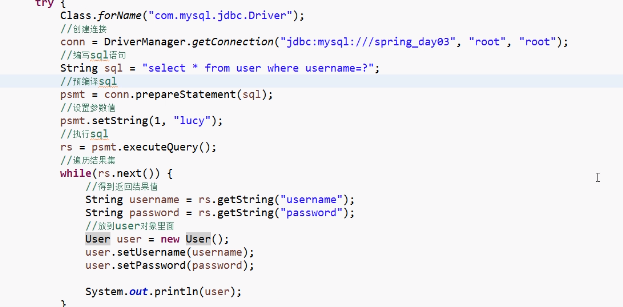 try {
Class.forName("com.mysql.jdbc.Driver");
//创建连接
conn = DriverManager.getConnection("jdbc:mysql:///spring_day03", "root", "root");
//编写sql语句
String sql = "select * from user where username=?";
//预编译sql
psmt = conn.prepareStatement(sql);
//设置参数值
psmt.setString(1, "lucy");
//执行sql
rs = psmt.executeQuery();
//遍历结果集
while(rs.next()) {
//得到返回结果值
String username = rs.getString("username");
String password = rs.getString("password");
//放到user对象里面
User user = new User();
user.setUsername(username);
user.setPassword(password);
System.out.println(user);
}